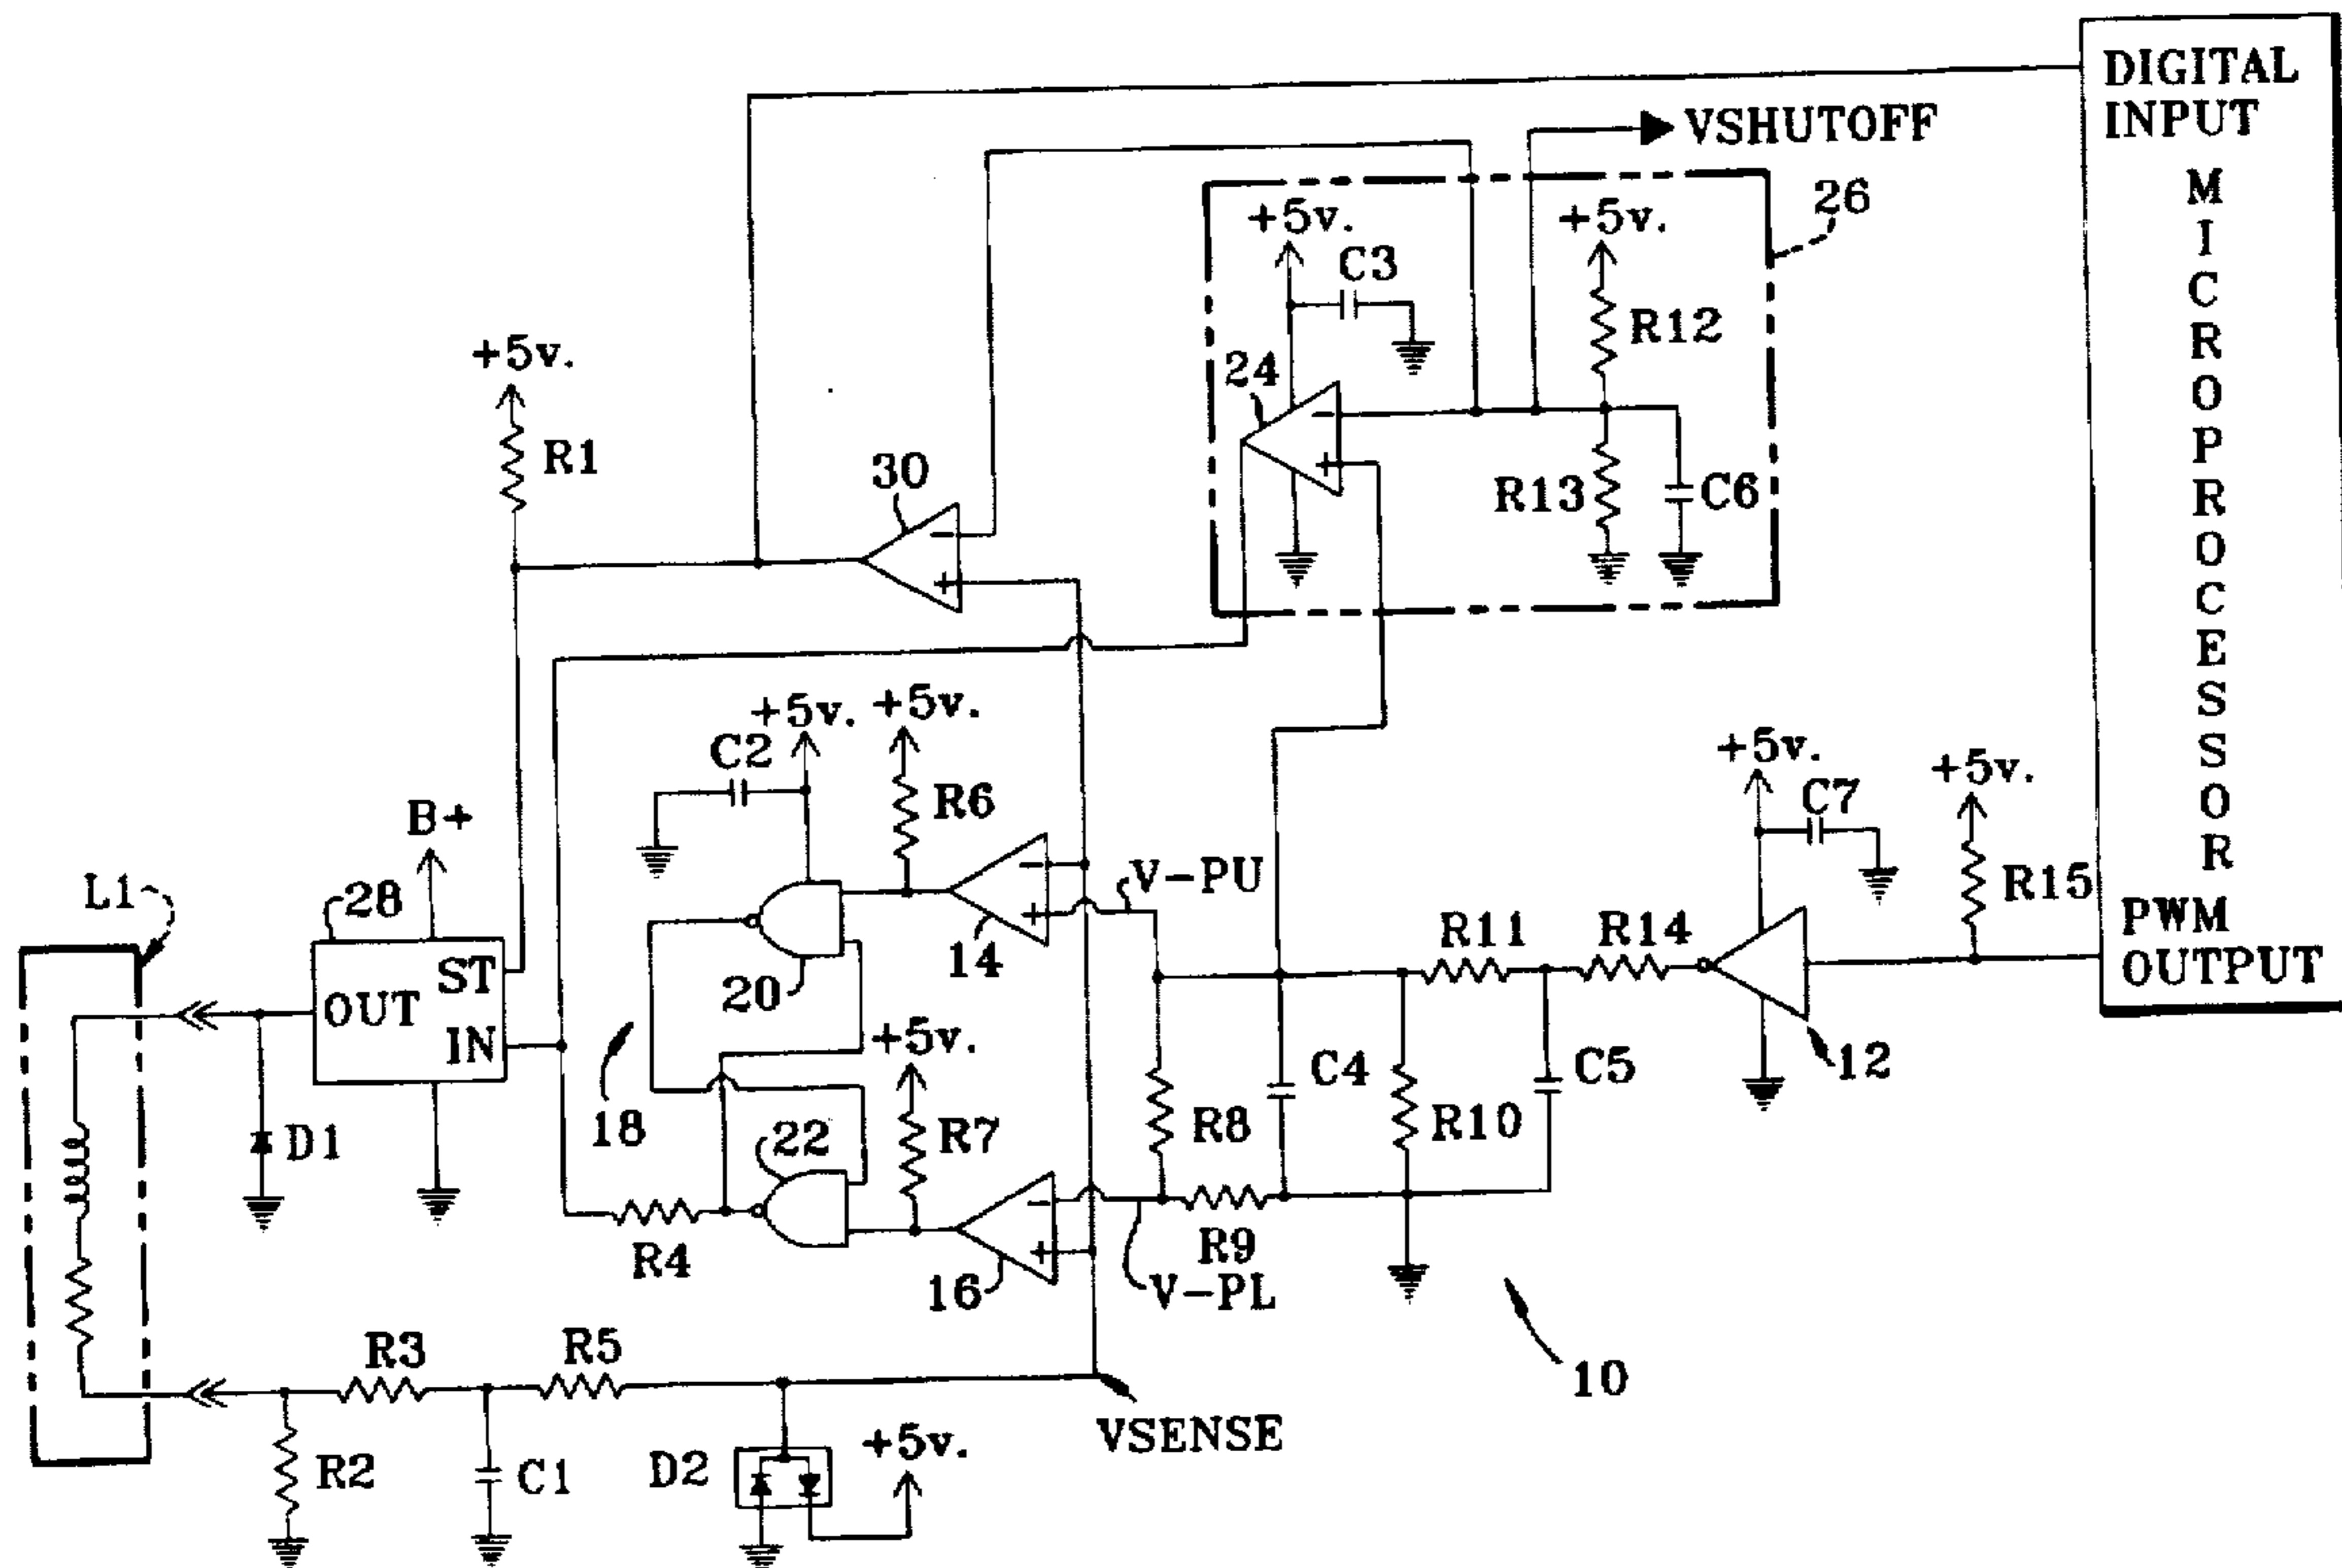 DIGITAL
INPUT
MICROPROCESSOR
PWM
OUTPUT
VSHUTOFF
26
+5v.
+5v.
C3
R12
24
R13
C6
+5v.
R1
30
+5v.
+5v.
C2
R6
B+
V-PU
+5v.
C7
+5v.
R15
L1
28
ST
OUT
IN
20
14
R11
R14
12
+5v.
18
D1
22
R7
R8
C4
R10
C5
R4
16
R9
V-PL
10
R3
R5
VSENSE
R2
C1
D2
+5v.